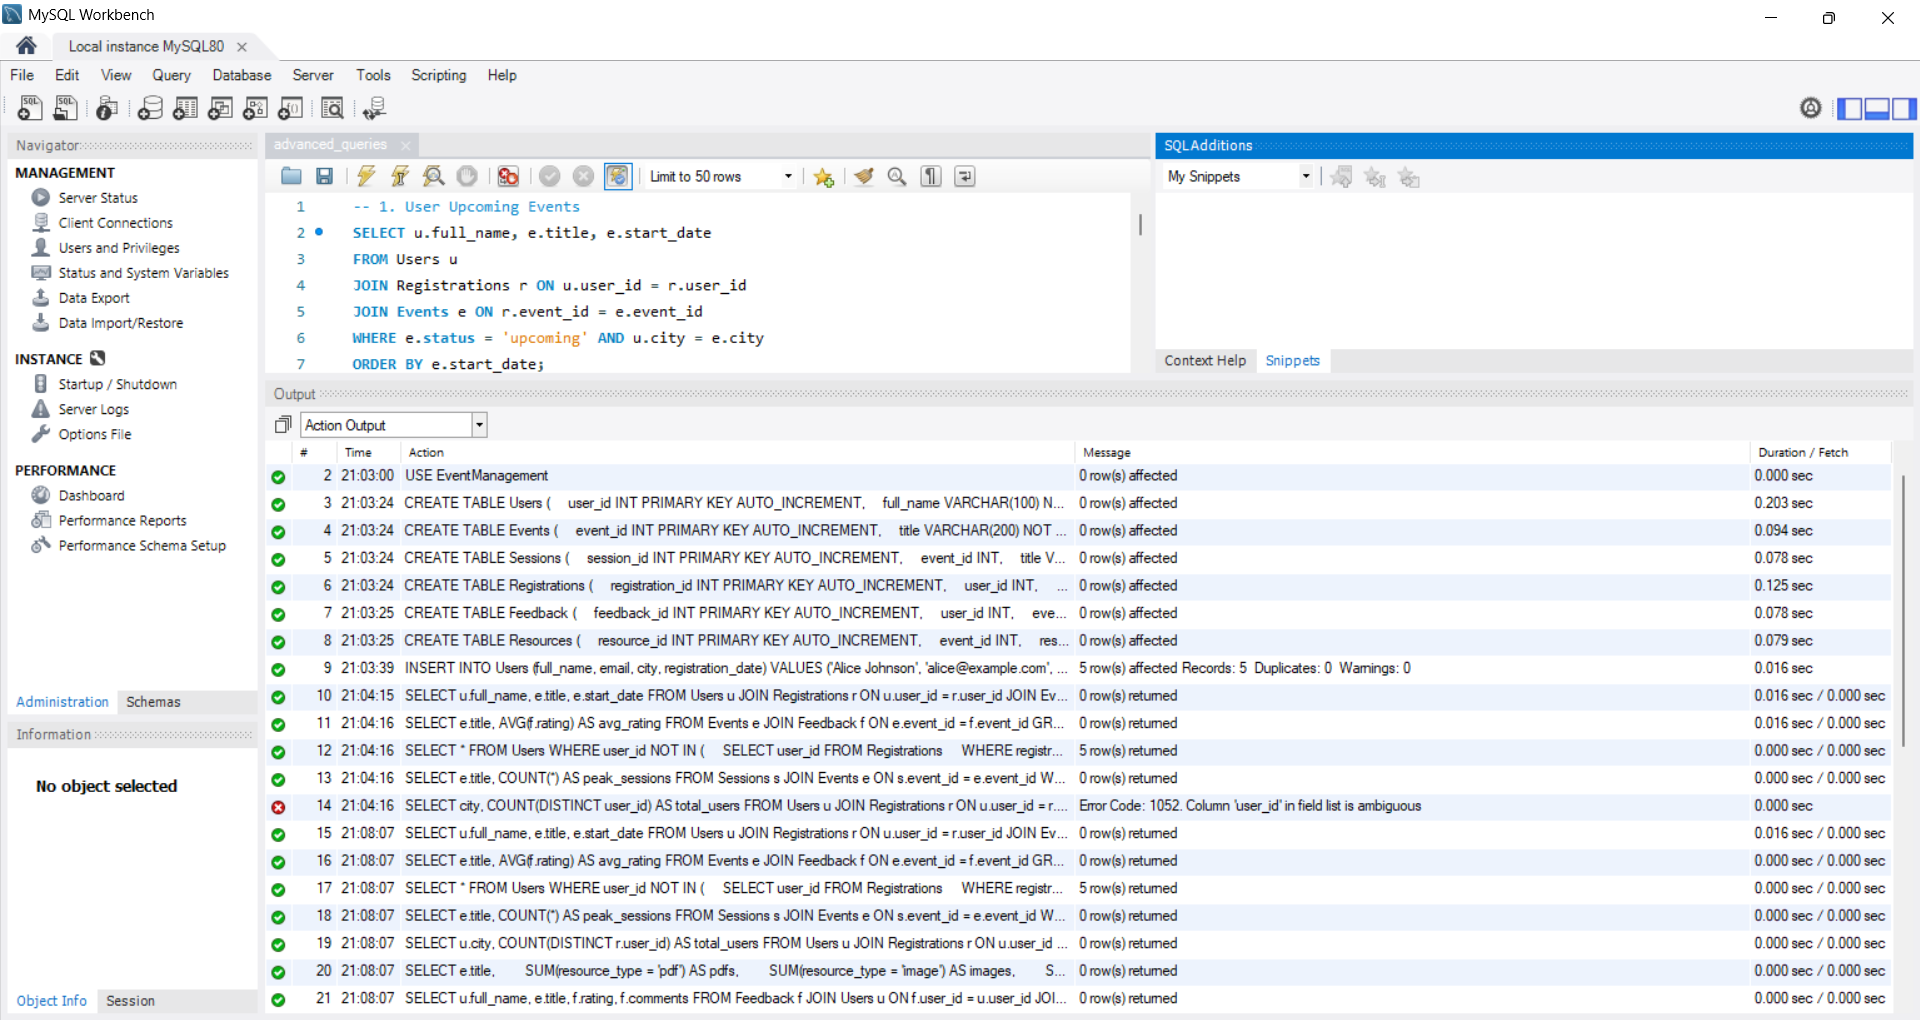 MySQL Workbench
Local instance MySQL80
File Edit View Query Database Server Tools Scripting Help
Navigator
MANAGEMENT
Server Status
Client Connections
Users and Privileges
Status and System Variables
Data Export
Data Import/Restore
INSTANCE
Startup / Shutdown
Server Logs
Options File
PERFORMANCE
Dashboard
Performance Reports
Performance Schema Setup
Administration Schemas
Information
No object selected
Object Info Session
advanced_queries
Limit to 50 rows
1 -- 1. User Upcoming Events
2 SELECT u.full_name, e.title, e.start_date
3 FROM Users u
4 JOIN Registrations r ON u.user_id = r.user_id
5 JOIN Events e ON r.event_id = e.event_id
6 WHERE e.status = 'upcoming' AND u.city = e.city
7 ORDER BY e.start_date;
SQLAdditions
My Snippets
Context Help Snippets
Output
Action Output
# Time Action Message Duration / Fetch
2 21:03:00 USE EventManagement 0 row(s) affected 0.000 sec
3 21:03:24 CREATE TABLE Users ( user_id INT PRIMARY KEY AUTO_INCREMENT, full_name VARCHAR(100) N... 0 row(s) affected 0.203 sec
4 21:03:24 CREATE TABLE Events ( event_id INT PRIMARY KEY AUTO_INCREMENT, title VARCHAR(200) NOT ... 0 row(s) affected 0.094 sec
5 21:03:24 CREATE TABLE Sessions ( session_id INT PRIMARY KEY AUTO_INCREMENT, event_id INT, title V... 0 row(s) affected 0.078 sec
6 21:03:24 CREATE TABLE Registrations ( registration_id INT PRIMARY KEY AUTO_INCREMENT, user_id INT, ... 0 row(s) affected 0.125 sec
7 21:03:25 CREATE TABLE Feedback ( feedback_id INT PRIMARY KEY AUTO_INCREMENT, user_id INT, eve... 0 row(s) affected 0.078 sec
8 21:03:25 CREATE TABLE Resources ( resource_id INT PRIMARY KEY AUTO_INCREMENT, event_id INT, res... 0 row(s) affected 0.079 sec
9 21:03:39 INSERT INTO Users (full_name, email, city, registration_date) VALUES ('Alice Johnson', 'alice@example.com', ... 5 row(s) affected Records: 5 Duplicates: 0 Warnings: 0 0.016 sec
10 21:04:15 SELECT u.full_name, e.title, e.start_date FROM Users u JOIN Registrations r ON u.user_id = r.user_id JOIN Ev... 0 row(s) returned 0.016 sec / 0.000 sec
11 21:04:16 SELECT e.title, AVG(f.rating) AS avg_rating FROM Events e JOIN Feedback f ON e.event_id = f.event_id GR... 0 row(s) returned 0.016 sec / 0.000 sec
12 21:04:16 SELECT * FROM Users WHERE user_id NOT IN ( SELECT user_id FROM Registrations WHERE registr... 5 row(s) returned 0.000 sec / 0.000 sec
13 21:04:16 SELECT e.title, COUNT(*) AS peak_sessions FROM Sessions s JOIN Events e ON s.event_id = e.event_id W... 0 row(s) returned 0.000 sec / 0.000 sec
14 21:04:16 SELECT city, COUNT(DISTINCT user_id) AS total_users FROM Users u JOIN Registrations r ON u.user_id = r.... Error Code: 1052. Column 'user_id' in field list is ambiguous 0.000 sec
15 21:08:07 SELECT u.full_name, e.title, e.start_date FROM Users u JOIN Registrations r ON u.user_id = r.user_id JOIN Ev... 0 row(s) returned 0.016 sec / 0.000 sec
16 21:08:07 SELECT e.title, AVG(f.rating) AS avg_rating FROM Events e JOIN Feedback f ON e.event_id = f.event_id GR... 0 row(s) returned 0.000 sec / 0.000 sec
17 21:08:07 SELECT * FROM Users WHERE user_id NOT IN ( SELECT user_id FROM Registrations WHERE registr... 5 row(s) returned 0.000 sec / 0.000 sec
18 21:08:07 SELECT e.title, COUNT(*) AS peak_sessions FROM Sessions s JOIN Events e ON s.event_id = e.event_id W... 0 row(s) returned 0.000 sec / 0.000 sec
19 21:08:07 SELECT u.city, COUNT(DISTINCT r.user_id) AS total_users FROM Users u JOIN Registrations r ON u.user_id ... 0 row(s) returned 0.000 sec / 0.000 sec
20 21:08:07 SELECT e.title, SUM(resource_type = 'pdf') AS pdfs, SUM(resource_type = 'image') AS images, S... 0 row(s) returned 0.000 sec / 0.000 sec
21 21:08:07 SELECT u.full_name, e.title, f.rating, f.comments FROM Feedback f JOIN Users u ON f.user_id = u.user_id JOI... 0 row(s) returned 0.000 sec / 0.000 sec